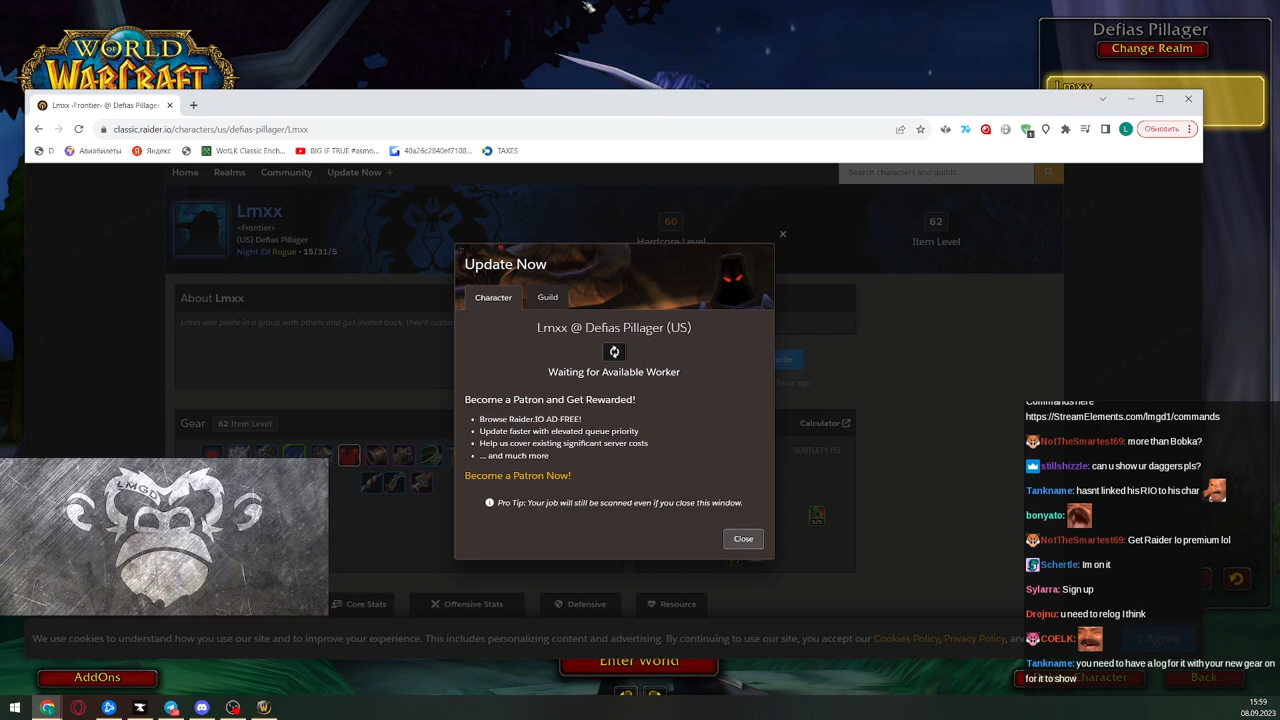 WORLD
OF
WARCRAFT
Defias Pillager
Change Realm
Lmxx
Lmxx ‹Frontier› @ Defias Pillager
classic.raider.io/characters/us/defias-pillager/Lmxx
Обновить
D
Авиабилеты
Яндекс
WotLK Classic Ench...
BIG IF TRUE #asmo...
40a26c2840ef7108...
TAXES
Home
Realms
Community
Update Now
Search characters and guilds...
Lmxx
<Frontier>
(US) Defias Pillager
Night Elf Rogue • 15/31/5
60
Hardcore Level
62
Item Level
About Lmxx
Update Now
Character
Guild
Lmxx @ Defias Pillager (US)
Waiting for Available Worker
Become a Patron and Get Rewarded!
Browse Raider.IO AD-FREE!
Update faster with elevated queue priority
Help us cover existing significant server costs
... and much more
Become a Patron Now!
Pro Tip: Your job will still be scanned even if you close this window.
Close
Gear
62 Item Level
Calculator
SUBTLETY (5)
5/5
LMGD
Core Stats
Offensive Stats
Defensive
Resource
We use cookies to understand how you use our site and to improve your experience. This includes personalizing content and advertising. By continuing to use our site, you accept our Cookies Policy, Privacy Policy, an
I Agree
Commands here
https://StreamElements.com/lmgd1/commands
NotTheSmartest69: more than Bobka?
stillshizzle: can u show ur daggers pls?
Tankname: hasnt linked his RIO to his char
bonyato:
NotTheSmartest69: Get Raider Io premium lol
Schertle: Im on it
Sylarra: Sign up
Drojnu: u need to relog I think
COELK:
Tankname: you need to have a log for it with your new gear on
for it to show
AddOns
Enter World
Character
Back
15:59
08.09.2023